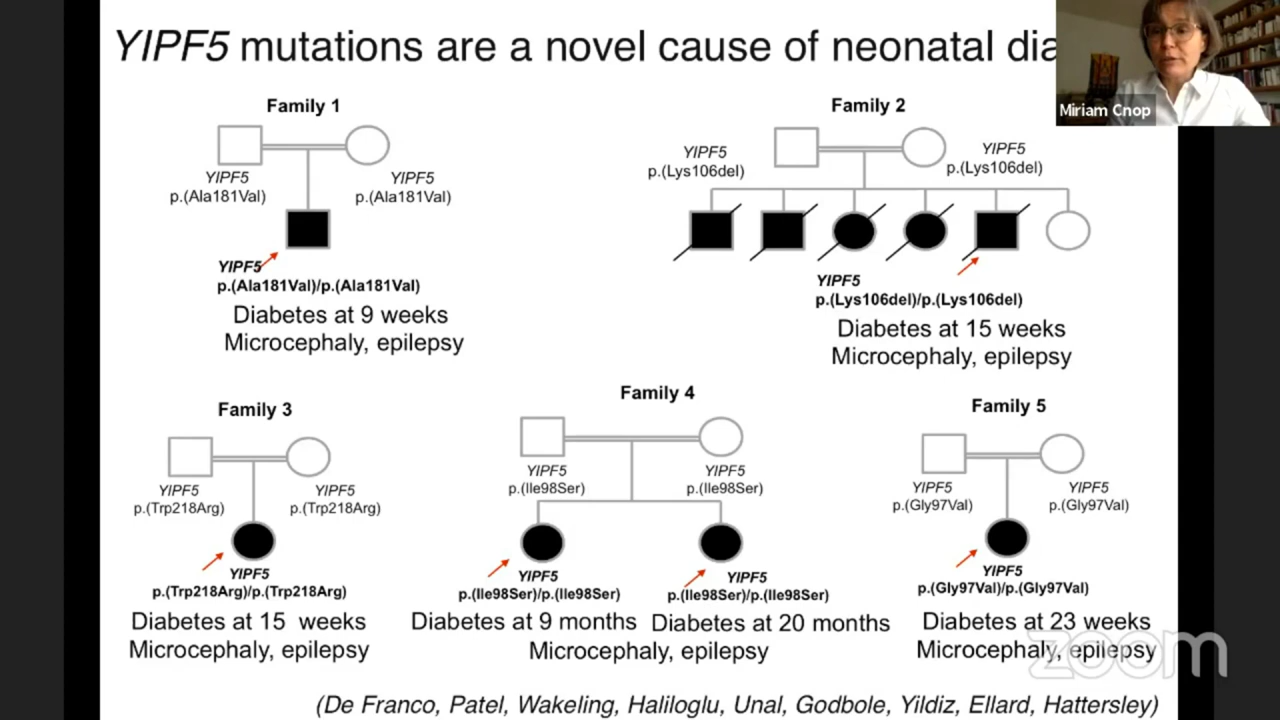 YIPF5 mutations are a novel cause of neonatal dia
Miriam Cnop
Family 1
YIPF5
p.(Ala181Val)
YIPF5
p.(Ala181Val)
YIPF5
p.(Ala181Val)/p.(Ala181Val)
Diabetes at 9 weeks
Microcephaly, epilepsy
Family 2
YIPF5
p.(Lys106del)
YIPF5
p.(Lys106del)
YIPF5
p.(Lys106del)/p.(Lys106del)
Diabetes at 15 weeks
Microcephaly, epilepsy
Family 3
YIPF5
p.(Trp218Arg)
YIPF5
p.(Trp218Arg)
YIPF5
p.(Trp218Arg)/p.(Trp218Arg)
Diabetes at 15 weeks
Microcephaly, epilepsy
Family 4
YIPF5
p.(Ile98Ser)
YIPF5
p.(Ile98Ser)
YIPF5
p.(Ile98Ser)/p.(Ile98Ser)
YIPF5
p.(Ile98Ser)/p.(Ile98Ser)
Diabetes at 9 months
Diabetes at 20 months
Microcephaly, epilepsy
Family 5
YIPF5
p.(Gly97Val)
YIPF5
p.(Gly97Val)
YIPF5
p.(Gly97Val)/p.(Gly97Val)
Diabetes at 23 weeks
Microcephaly, epilepsy
zoom
(De Franco, Patel, Wakeling, Haliloglu, Unal, Godbole, Yildiz, Ellard, Hattersley)